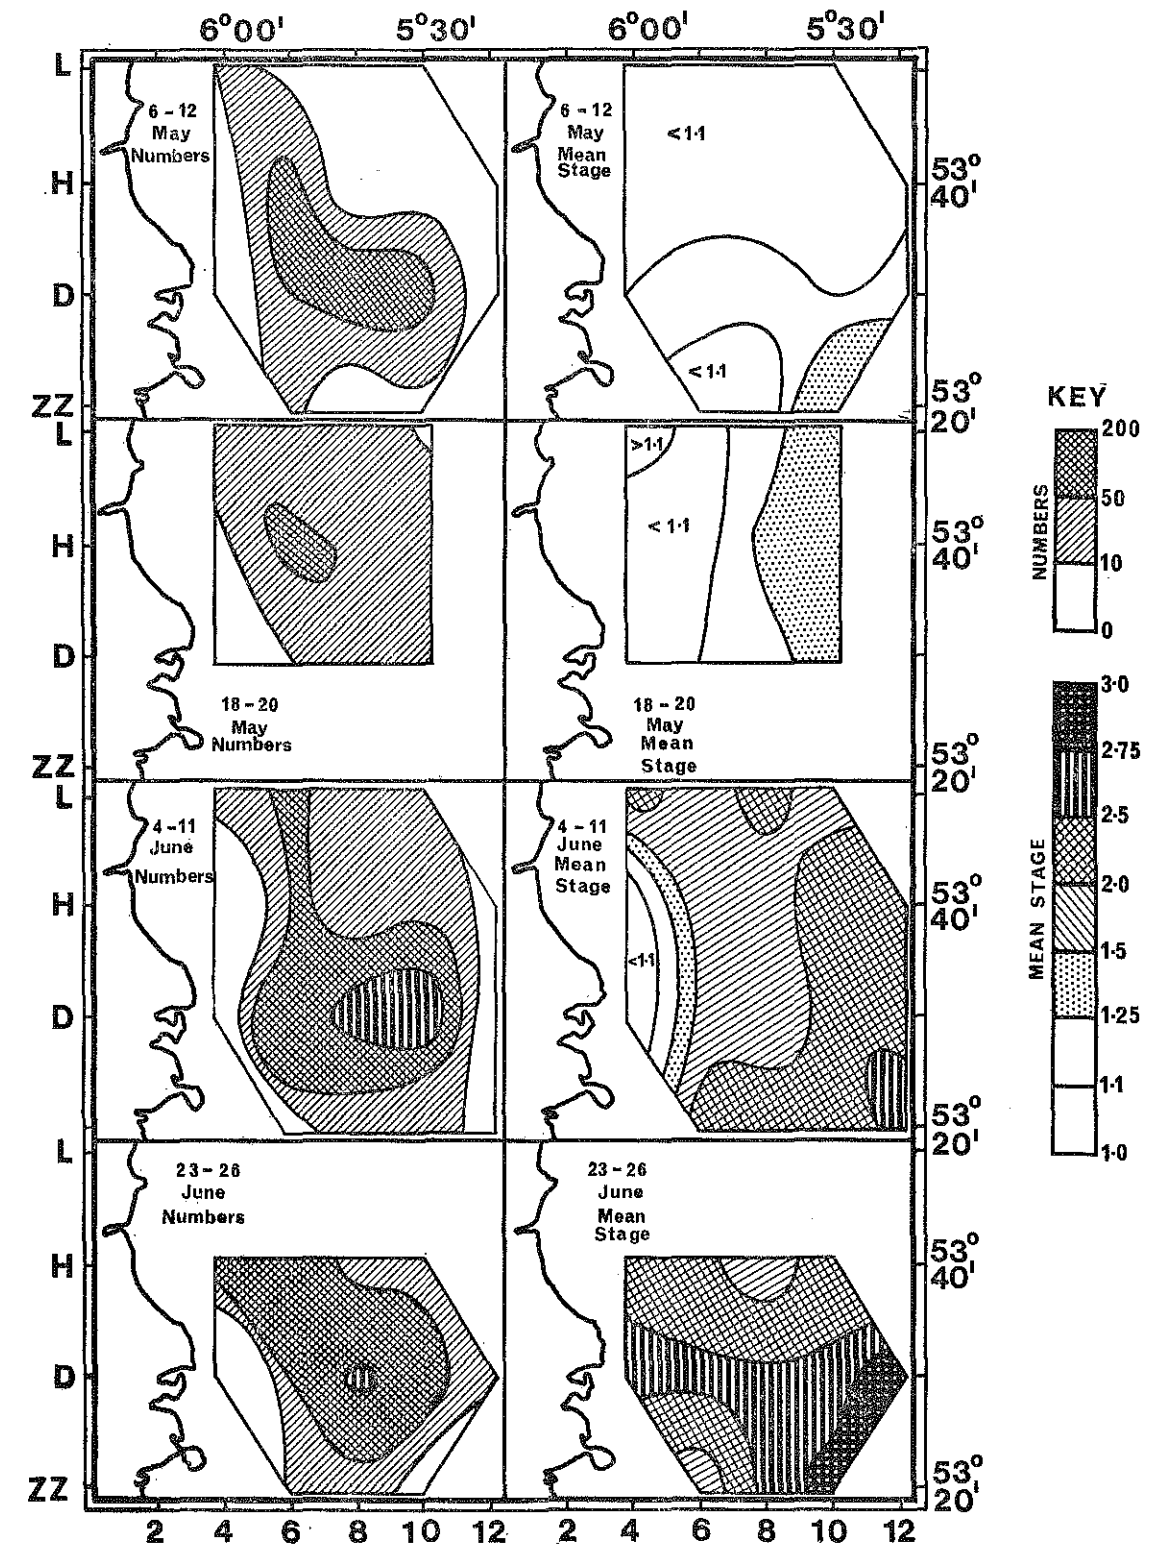 6°00' 5°30' 6°00' 5°30'
L
6-12
May
Numbers
6-12
May
Mean
Stage
<1·1
H
53°
40'
D
<1·1
ZZ
53°
20'
L
>1·1
<1·1
H
53°
40'
D
18-20
May
Numbers
18-20
May
Mean
Stage
ZZ
53°
20'
L
4-11
June
Numbers
4-11
June
Mean
Stage
H
53°
40'
<1·1
D
ZZ
53°
20'
L
23-26
June
Numbers
23-26
June
Mean
Stage
H
53°
40'
D
ZZ
53°
20'
2 4 6 8 10 12 2 4 6 8 10 12
KEY
NUMBERS
200
50
10
0
MEAN STAGE
3·0
2·75
2·5
2·0
1·5
1·25
1·1
1·0